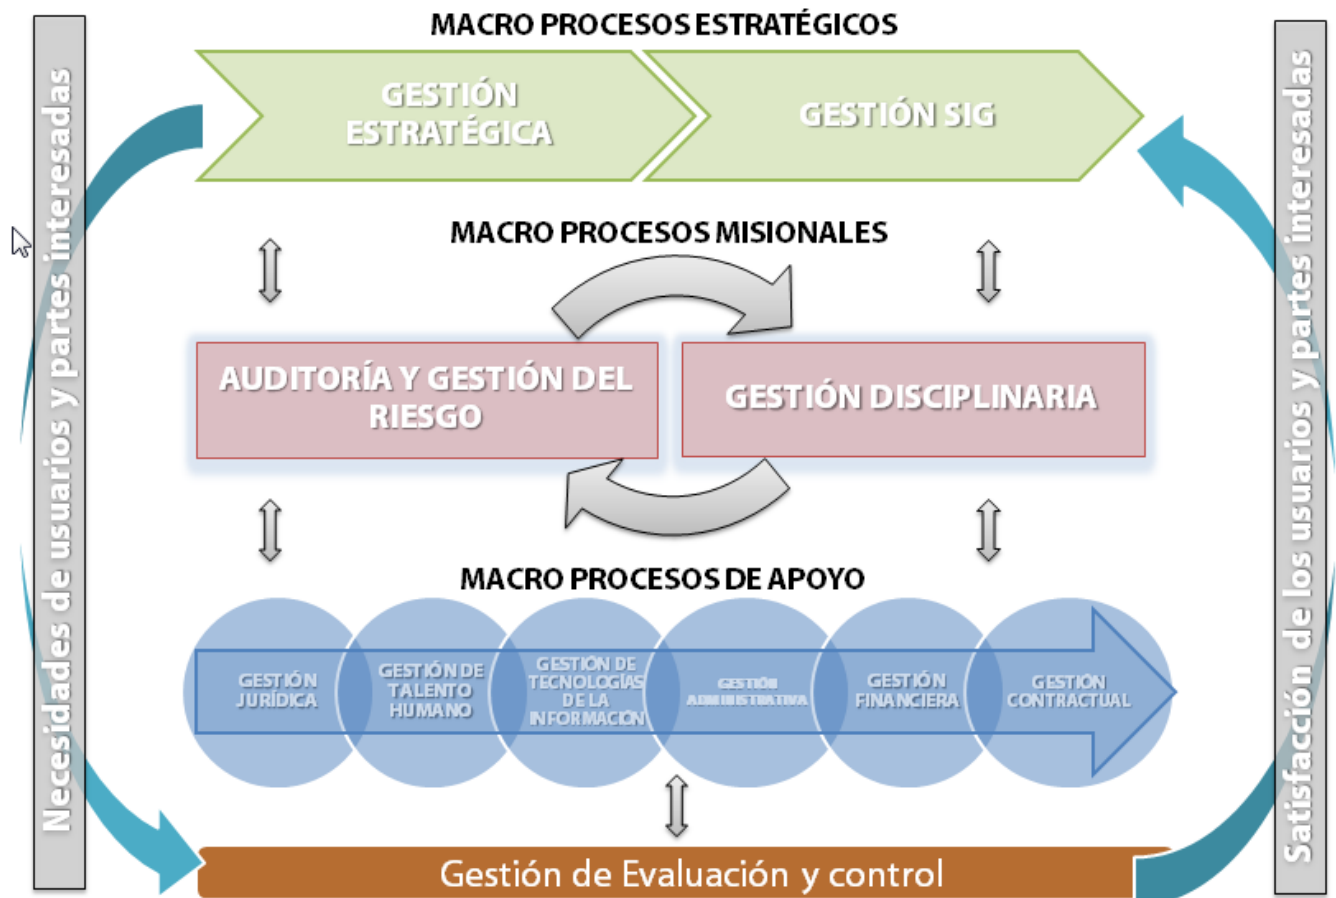 MACRO PROCESOS ESTRATÉGICOS
Necesidades de usuarios y partes interesadas
GESTIÓN
ESTRATÉGICA
GESTIÓN SIG
MACRO PROCESOS MISIONALES
AUDITORÍA Y GESTIÓN DEL
RIESGO
GESTIÓN DISCIPLINARIA
MACRO PROCESOS DE APOYO
GESTIÓN
JURÍDICA
GESTIÓN DE
TALENTO
HUMANO
GESTIÓN DE
TECNOLOGÍAS
DE LA
INFORMACIÓN
GESTIÓN
ADMINISTRATIVA
GESTIÓN
FINANCIERA
GESTIÓN
CONTRACTUAL
Gestión de Evaluación y control
Satisfacción de los usuarios y partes interesadas